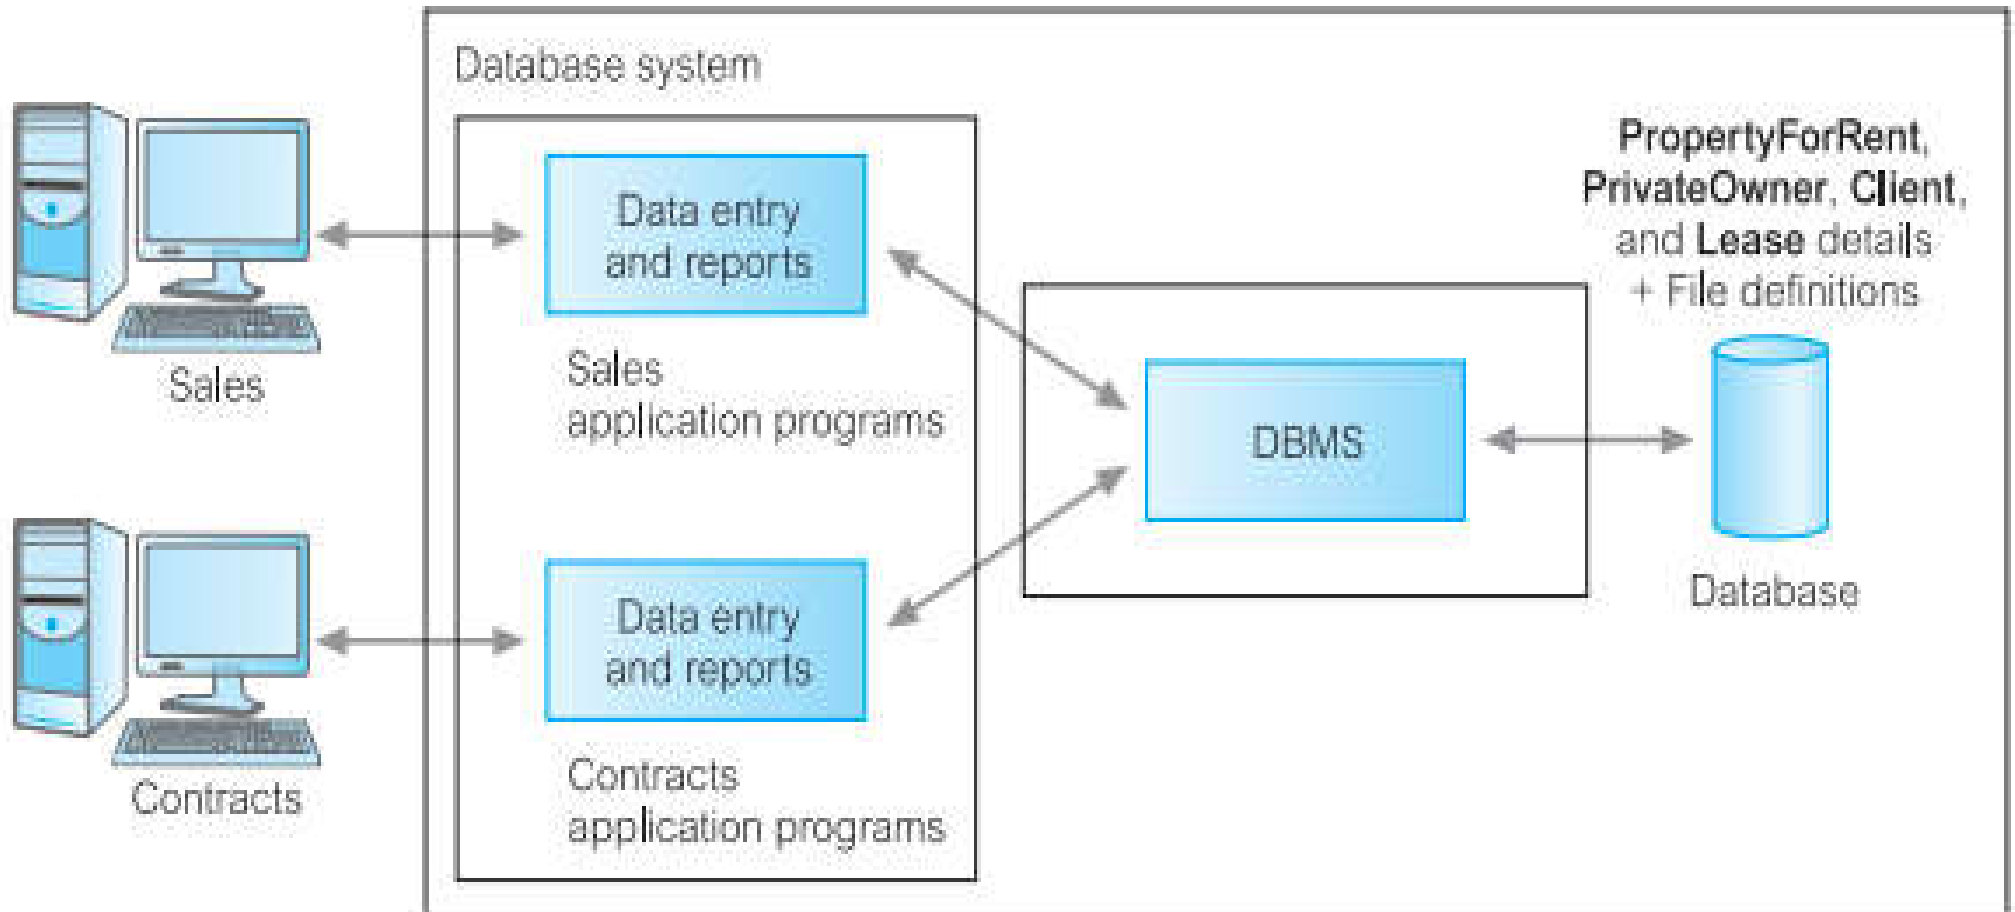 Database system
Sales
Data entry
and reports
Sales
application programs
Contracts
Data entry
and reports
Contracts
application programs
DBMS
PropertyForRent,
PrivateOwner, Client,
and Lease details
+ File definitions
Database